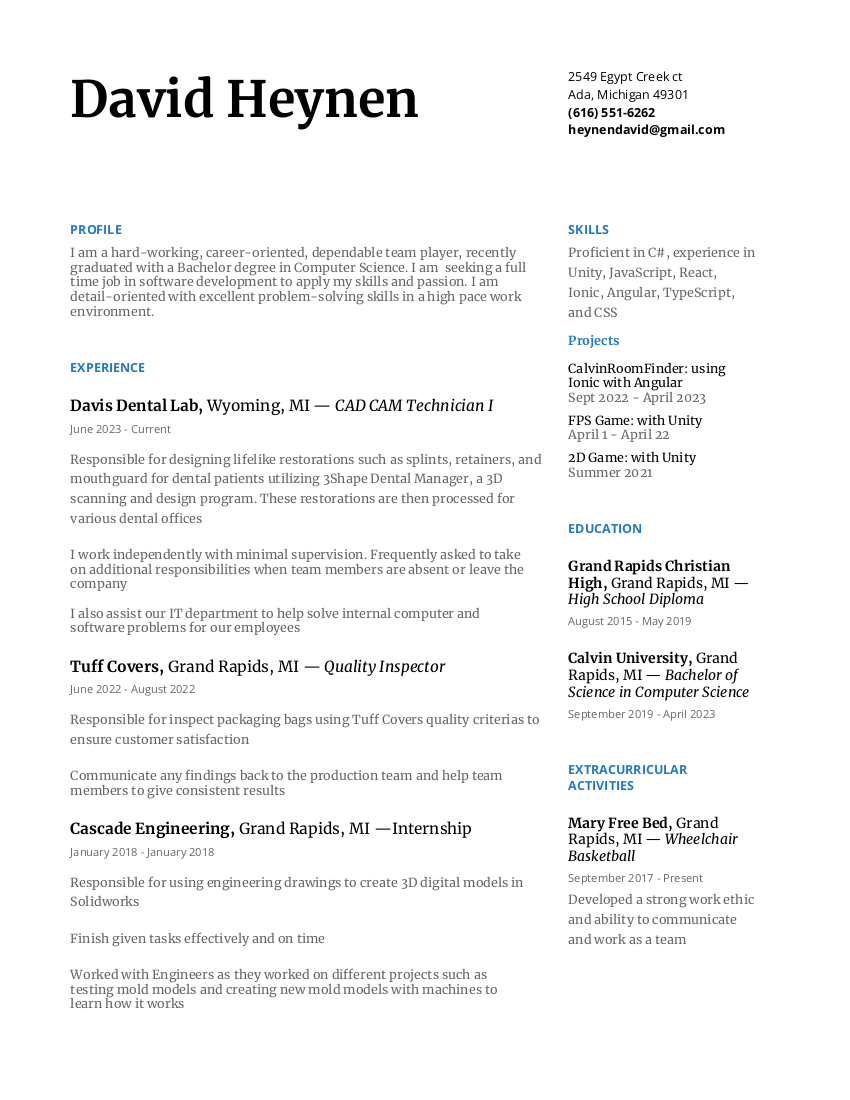 David Heynen
2549 Egypt Creek ct
Ada, Michigan 49301
(616) 551-6262
heynendavid@gmail.com
PROFILE
I am a hard-working, career-oriented, dependable team player, recently
graduated with a Bachelor degree in Computer Science. I am  seeking a full
time job in software development to apply my skills and passion. I am
detail-oriented with excellent problem-solving skills in a high pace work
environment.
EXPERIENCE
Davis Dental Lab, Wyoming, MI — CAD CAM Technician I
June 2023 - Current
Responsible for designing lifelike restorations such as splints, retainers, and
mouthguard for dental patients utilizing 3Shape Dental Manager, a 3D
scanning and design program. These restorations are then processed for
various dental offices
I work independently with minimal supervision. Frequently asked to take
on additional responsibilities when team members are absent or leave the
company
I also assist our IT department to help solve internal computer and
software problems for our employees
Tuff Covers, Grand Rapids, MI — Quality Inspector
June 2022 - August 2022
Responsible for inspect packaging bags using Tuff Covers quality criterias to
ensure customer satisfaction
Communicate any findings back to the production team and help team
members to give consistent results
Cascade Engineering, Grand Rapids, MI —Internship
January 2018 - January 2018
Responsible for using engineering drawings to create 3D digital models in
Solidworks
Finish given tasks effectively and on time
Worked with Engineers as they worked on different projects such as
testing mold models and creating new mold models with machines to
learn how it works
SKILLS
Proficient in C#, experience in
Unity, JavaScript, React,
Ionic, Angular, TypeScript,
and CSS
Projects
CalvinRoomFinder: using
Ionic with Angular
Sept 2022 - April 2023
FPS Game: with Unity
April 1 - April 22
2D Game: with Unity
Summer 2021
EDUCATION
Grand Rapids Christian
High, Grand Rapids, MI —
High School Diploma
August 2015 - May 2019
Calvin University, Grand
Rapids, MI — Bachelor of
Science in Computer Science
September 2019 - April 2023
EXTRACURRICULAR
ACTIVITIES
Mary Free Bed, Grand
Rapids, MI — Wheelchair
Basketball
September 2017 - Present
Developed a strong work ethic
and ability to communicate
and work as a team